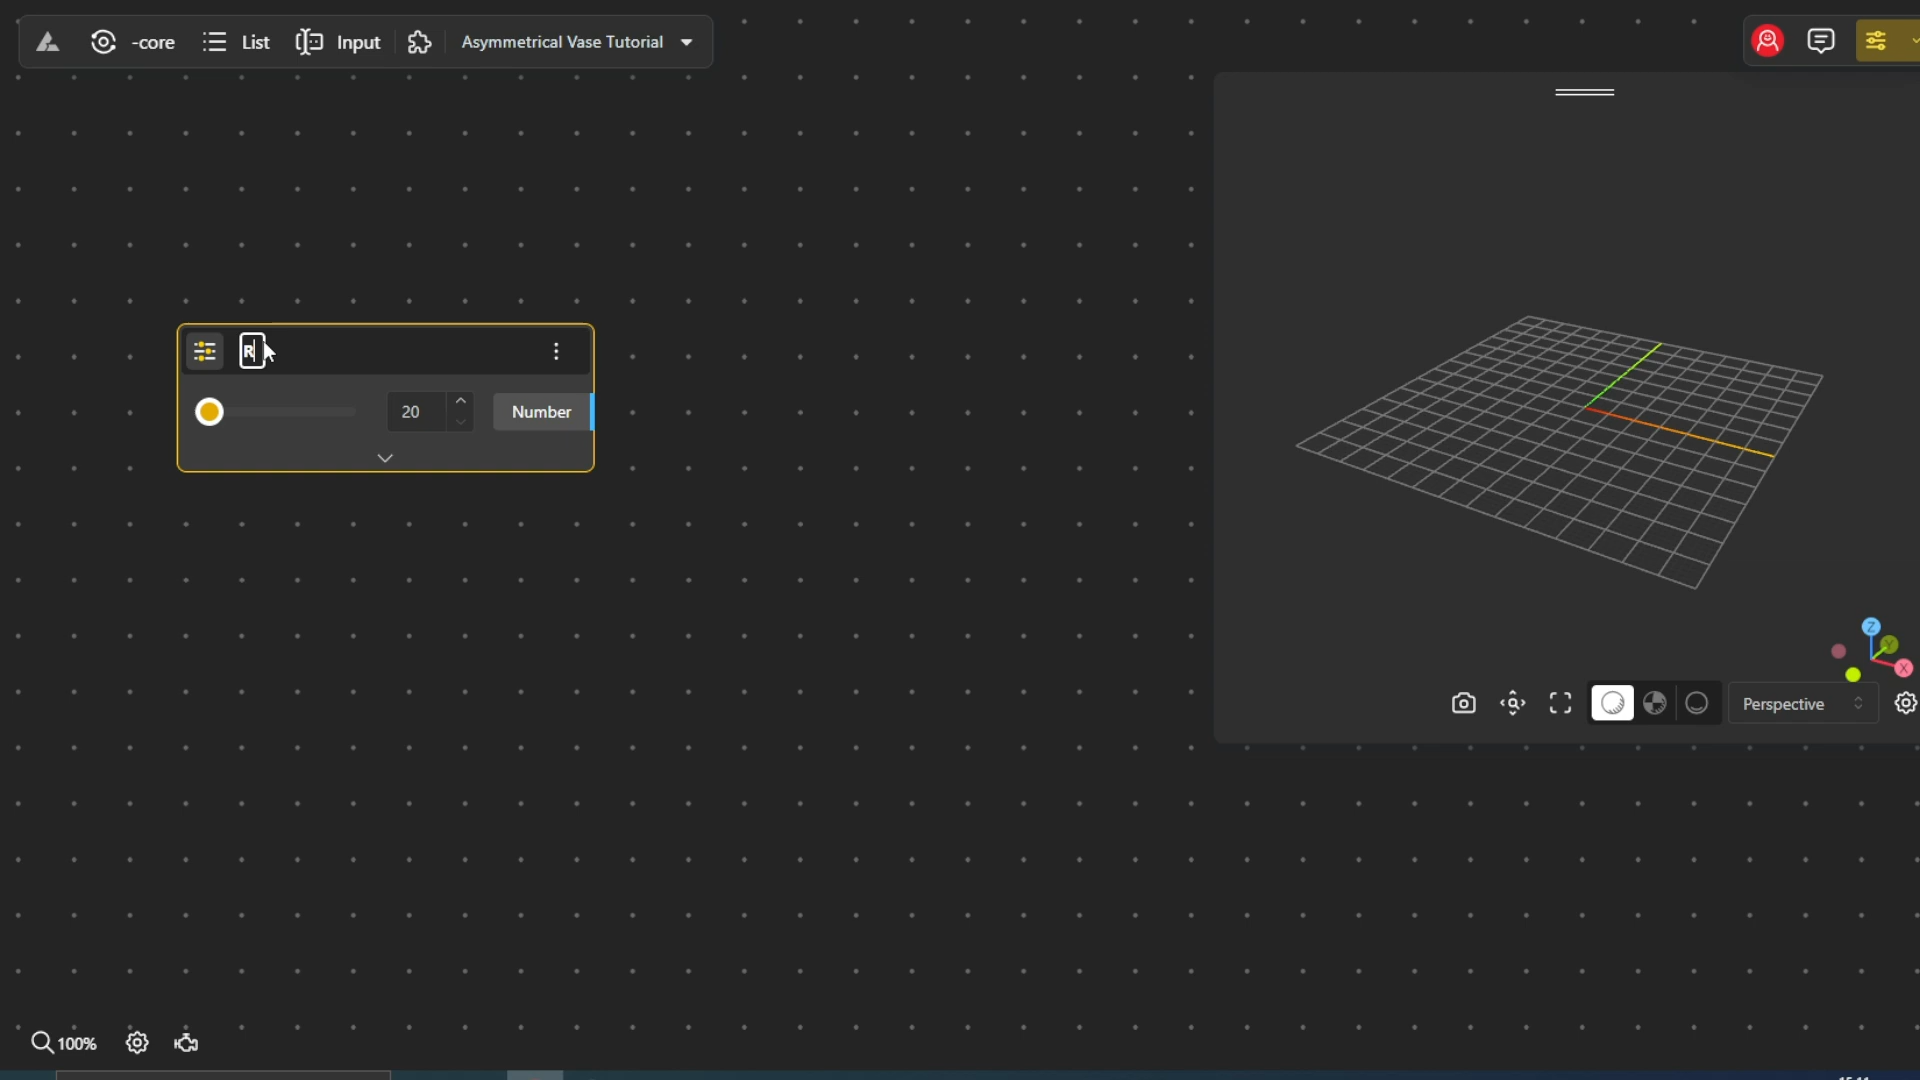 -core List Input Asymmetrical Vase Tutorial
R
20 Number
Z
X
Perspective
100%